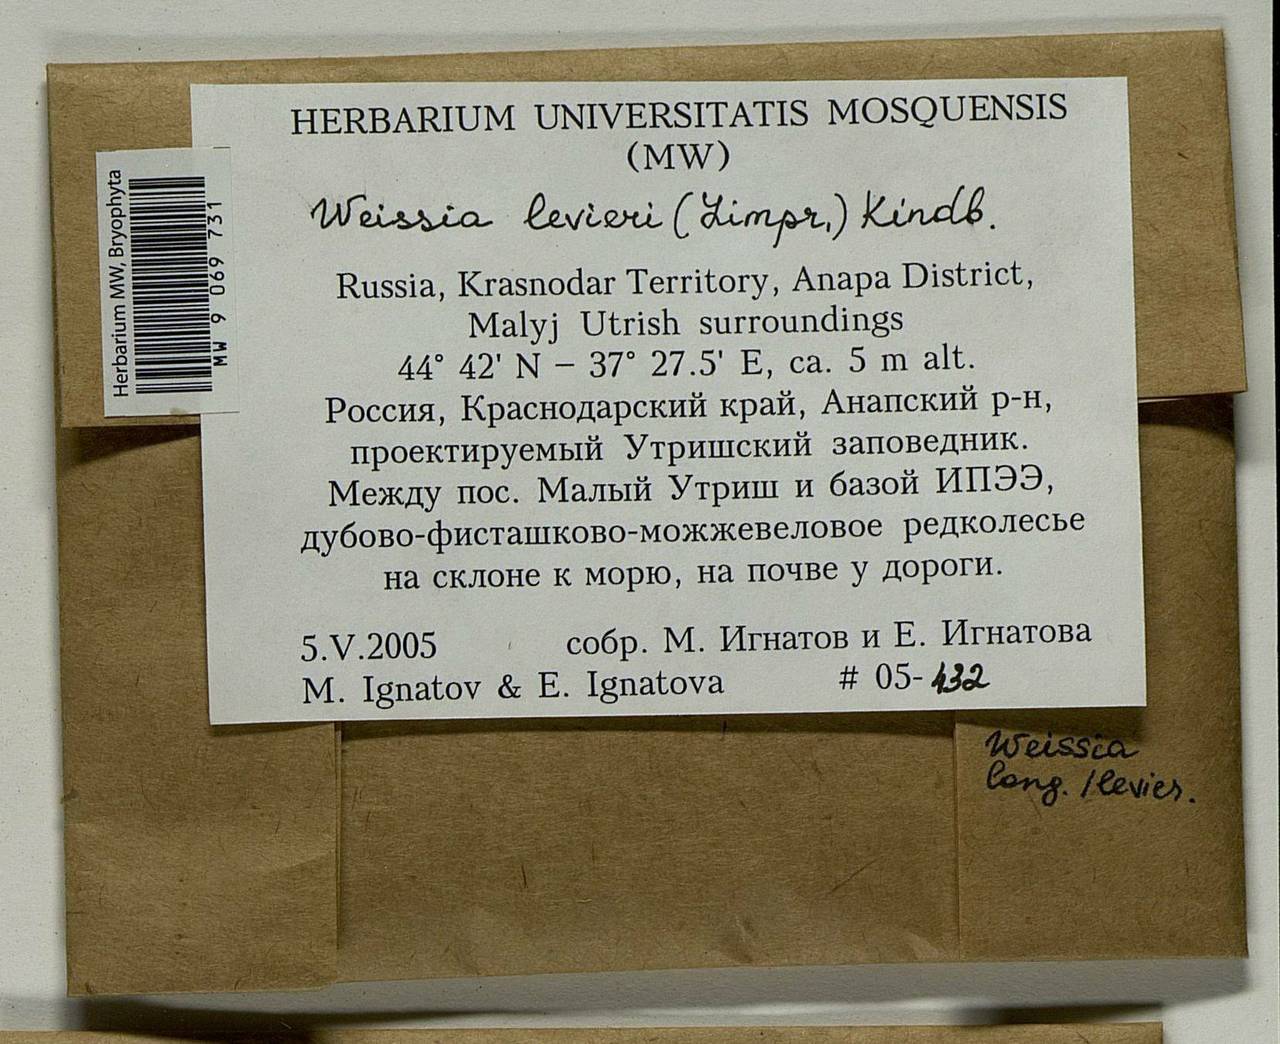 HERBARIUM UNIVERSITATIS MOSQUENSIS
(MW)
Weissia levieri (Limpr.) Kindb.
Russia, Krasnodar Territory, Anapa District,
Malyj Utrish surroundings
44° 42' N – 37° 27.5' E, ca. 5 m alt.
Россия, Краснодарский край, Анапский р-н,
проектируемый Утришский заповедник.
Между пос. Малый Утриш и базой ИПЭЭ,
дубово-фисташково-можжевеловое редколесье
на склоне к морю, на почве у дороги.
5.V.2005 собр. М. Игнатов и Е. Игнатова
M. Ignatov & E. Ignatova # 05-432
Herbarium MW, Bryophyta
MW 9 069 731
Weissia
long. / levier.